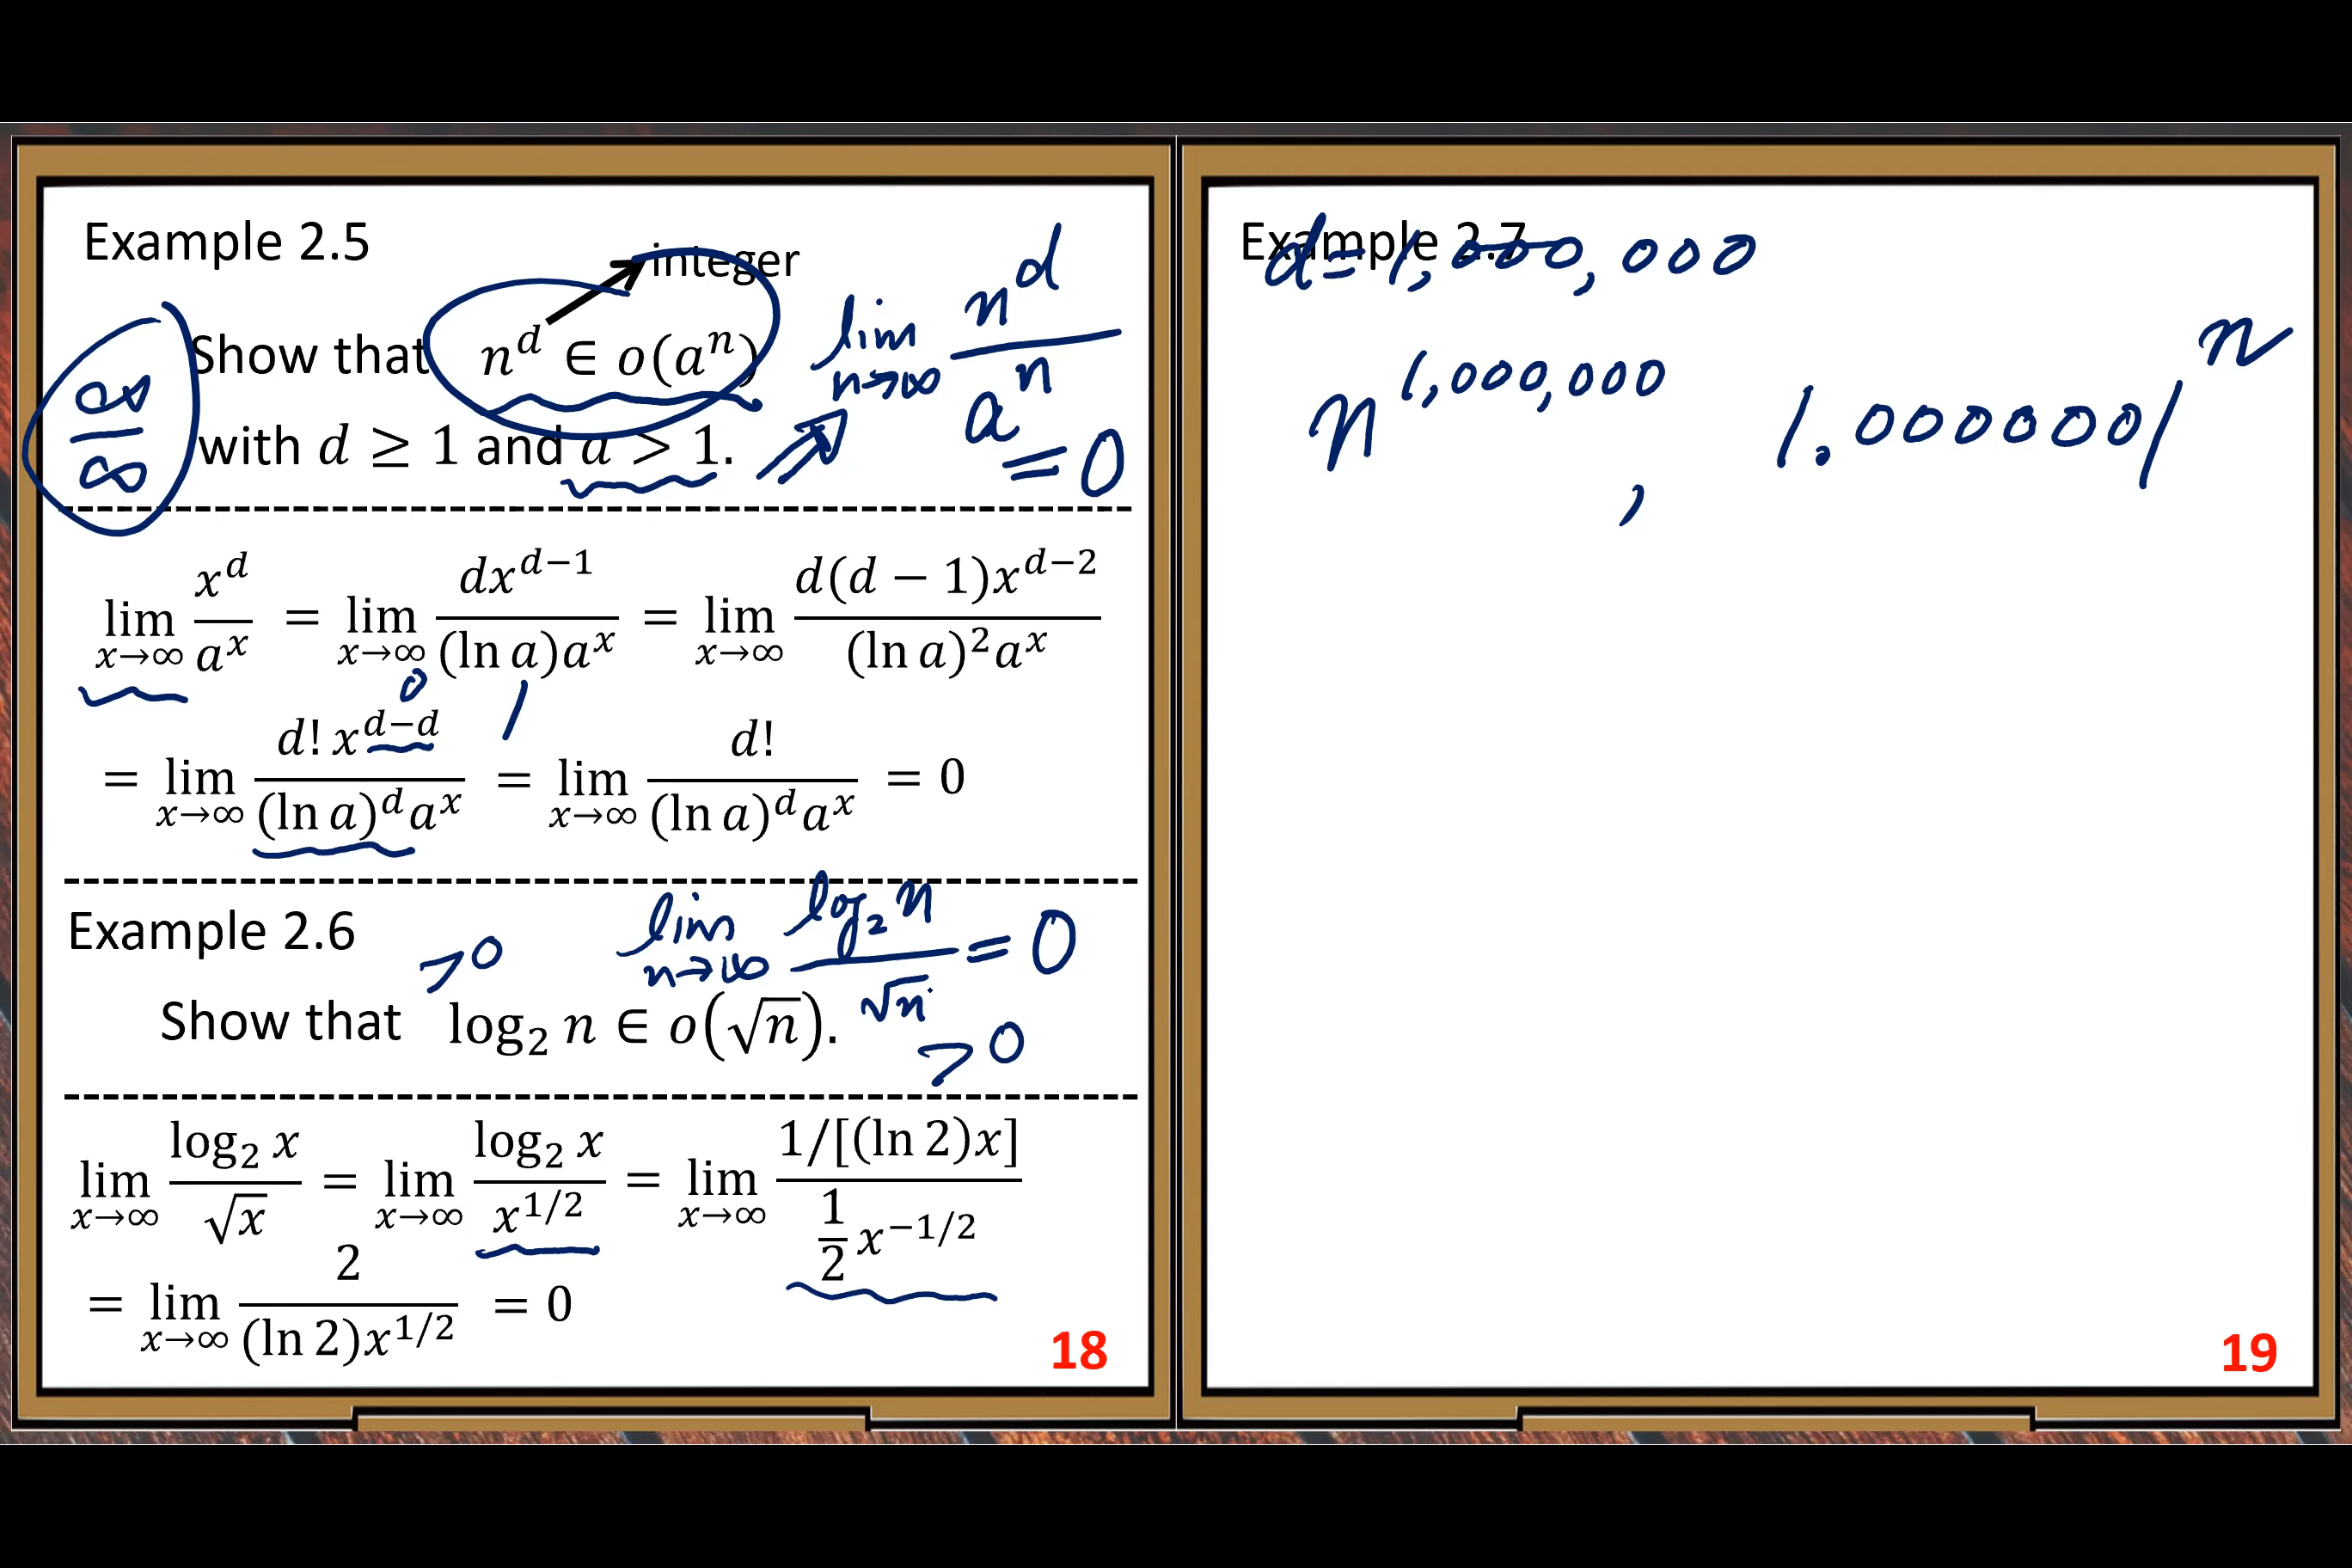 Example 2.5
integer
Show that n^d ∈ o(a^n)
with d ≥ 1 and a > 1.
∞/∞
lim n→∞ n^d / a^n = 0
lim x→∞ x^d / a^x = lim x→∞ dx^(d−1) / (ln a)a^x = lim x→∞ d(d − 1)x^(d−2) / (ln a)^2 a^x
0 1
= lim x→∞ d! x^(d−d) / (ln a)^d a^x = lim x→∞ d! / (ln a)^d a^x = 0
Example 2.6
>0
lim n→∞ log₂ n / √n = 0
>0
Show that log₂ n ∈ o(√n).
lim x→∞ log₂ x / √x = lim x→∞ log₂ x / x^(1/2) = lim x→∞ 1/[(ln 2)x] / (1/2)x^(−1/2)
= lim x→∞ 2 / (ln 2)x^(1/2) = 0
18
Example 2.7
d = 1,000,000
n^1,000,000 , 1.0000001^n
19